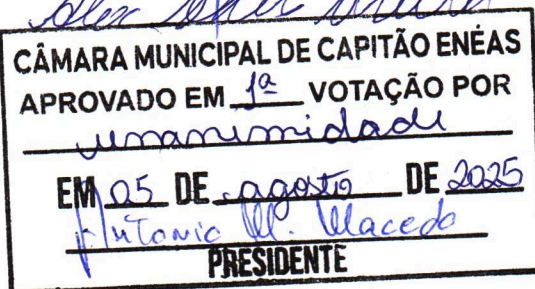 Alex
CÂMARA MUNICIPAL DE CAPITÃO ENÉAS
APROVADO EM 1ª VOTAÇÃO POR
unanimidade
EM 05 DE agosto DE 2025
Antonio M. Macedo
PRESIDENTE